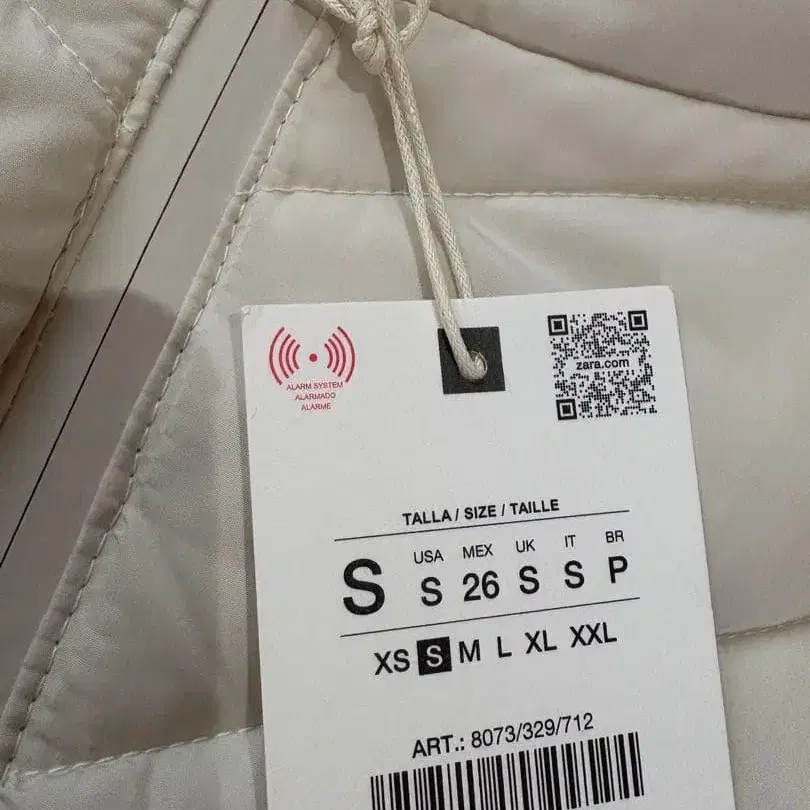 ALARM SYSTEM
ALARMADO
ALARME
zara.com
TALLA / SIZE / TAILLE
USA MEX UK IT BR
S S 26 S S P
XS S M L XL XXL
ART.: 8073/329/712